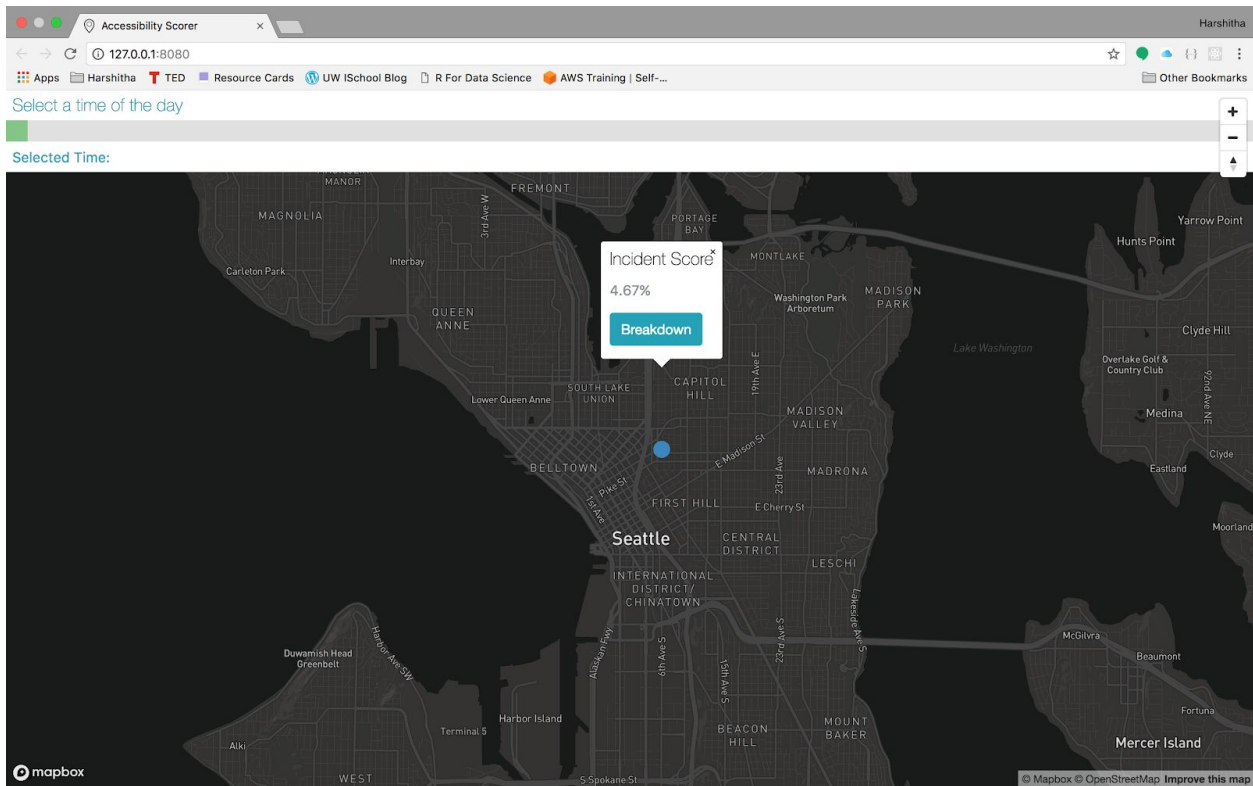 Accessibility Scorer
Harshitha
127.0.0.1:8080
Apps Harshitha TED Resource Cards UW ISchool Blog R For Data Science AWS Training | Self-... Other Bookmarks
Select a time of the day
Selected Time:
MANOR
FREMONT
MAGNOLIA
3rd Ave W
PORTAGE
BAY
Yarrow Point
Hunts Point
Interbay
Carleton Park
Incident Score
4.67%
Breakdown
MONTLAKE
MADISON
PARK
Washington Park
Arboretum
QUEEN
ANNE
Lake Washington
Clyde Hill
Overlake Golf &
Country Club
92nd Ave NE
SOUTH LAKE
UNION
Lower Queen Anne
CAPITOL
HILL
19th Ave E
MADISON
VALLEY
Medina
E Madison St
BELLTOWN
Pike St
1st Ave
23rd Ave
MADRONA
Clyde
Eastland
FIRST HILL
E Cherry St
Moorland
Seattle
CENTRAL
DISTRICT
LESCHI
INTERNATIONAL
DISTRICT/
CHINATOWN
Lakeside Ave S
Harbor Ave SW
Duwamish Head
Greenbelt
Alaskan Fwy
6th Ave S
15th Ave S
23rd Ave S
McGilvra
Beaumont
Fortuna
Harbor Island
Terminal 5
Alki
BEACON
HILL
MOUNT
BAKER
Mercer Island
mapbox
WEST
S Spokane St
© Mapbox © OpenStreetMap Improve this map